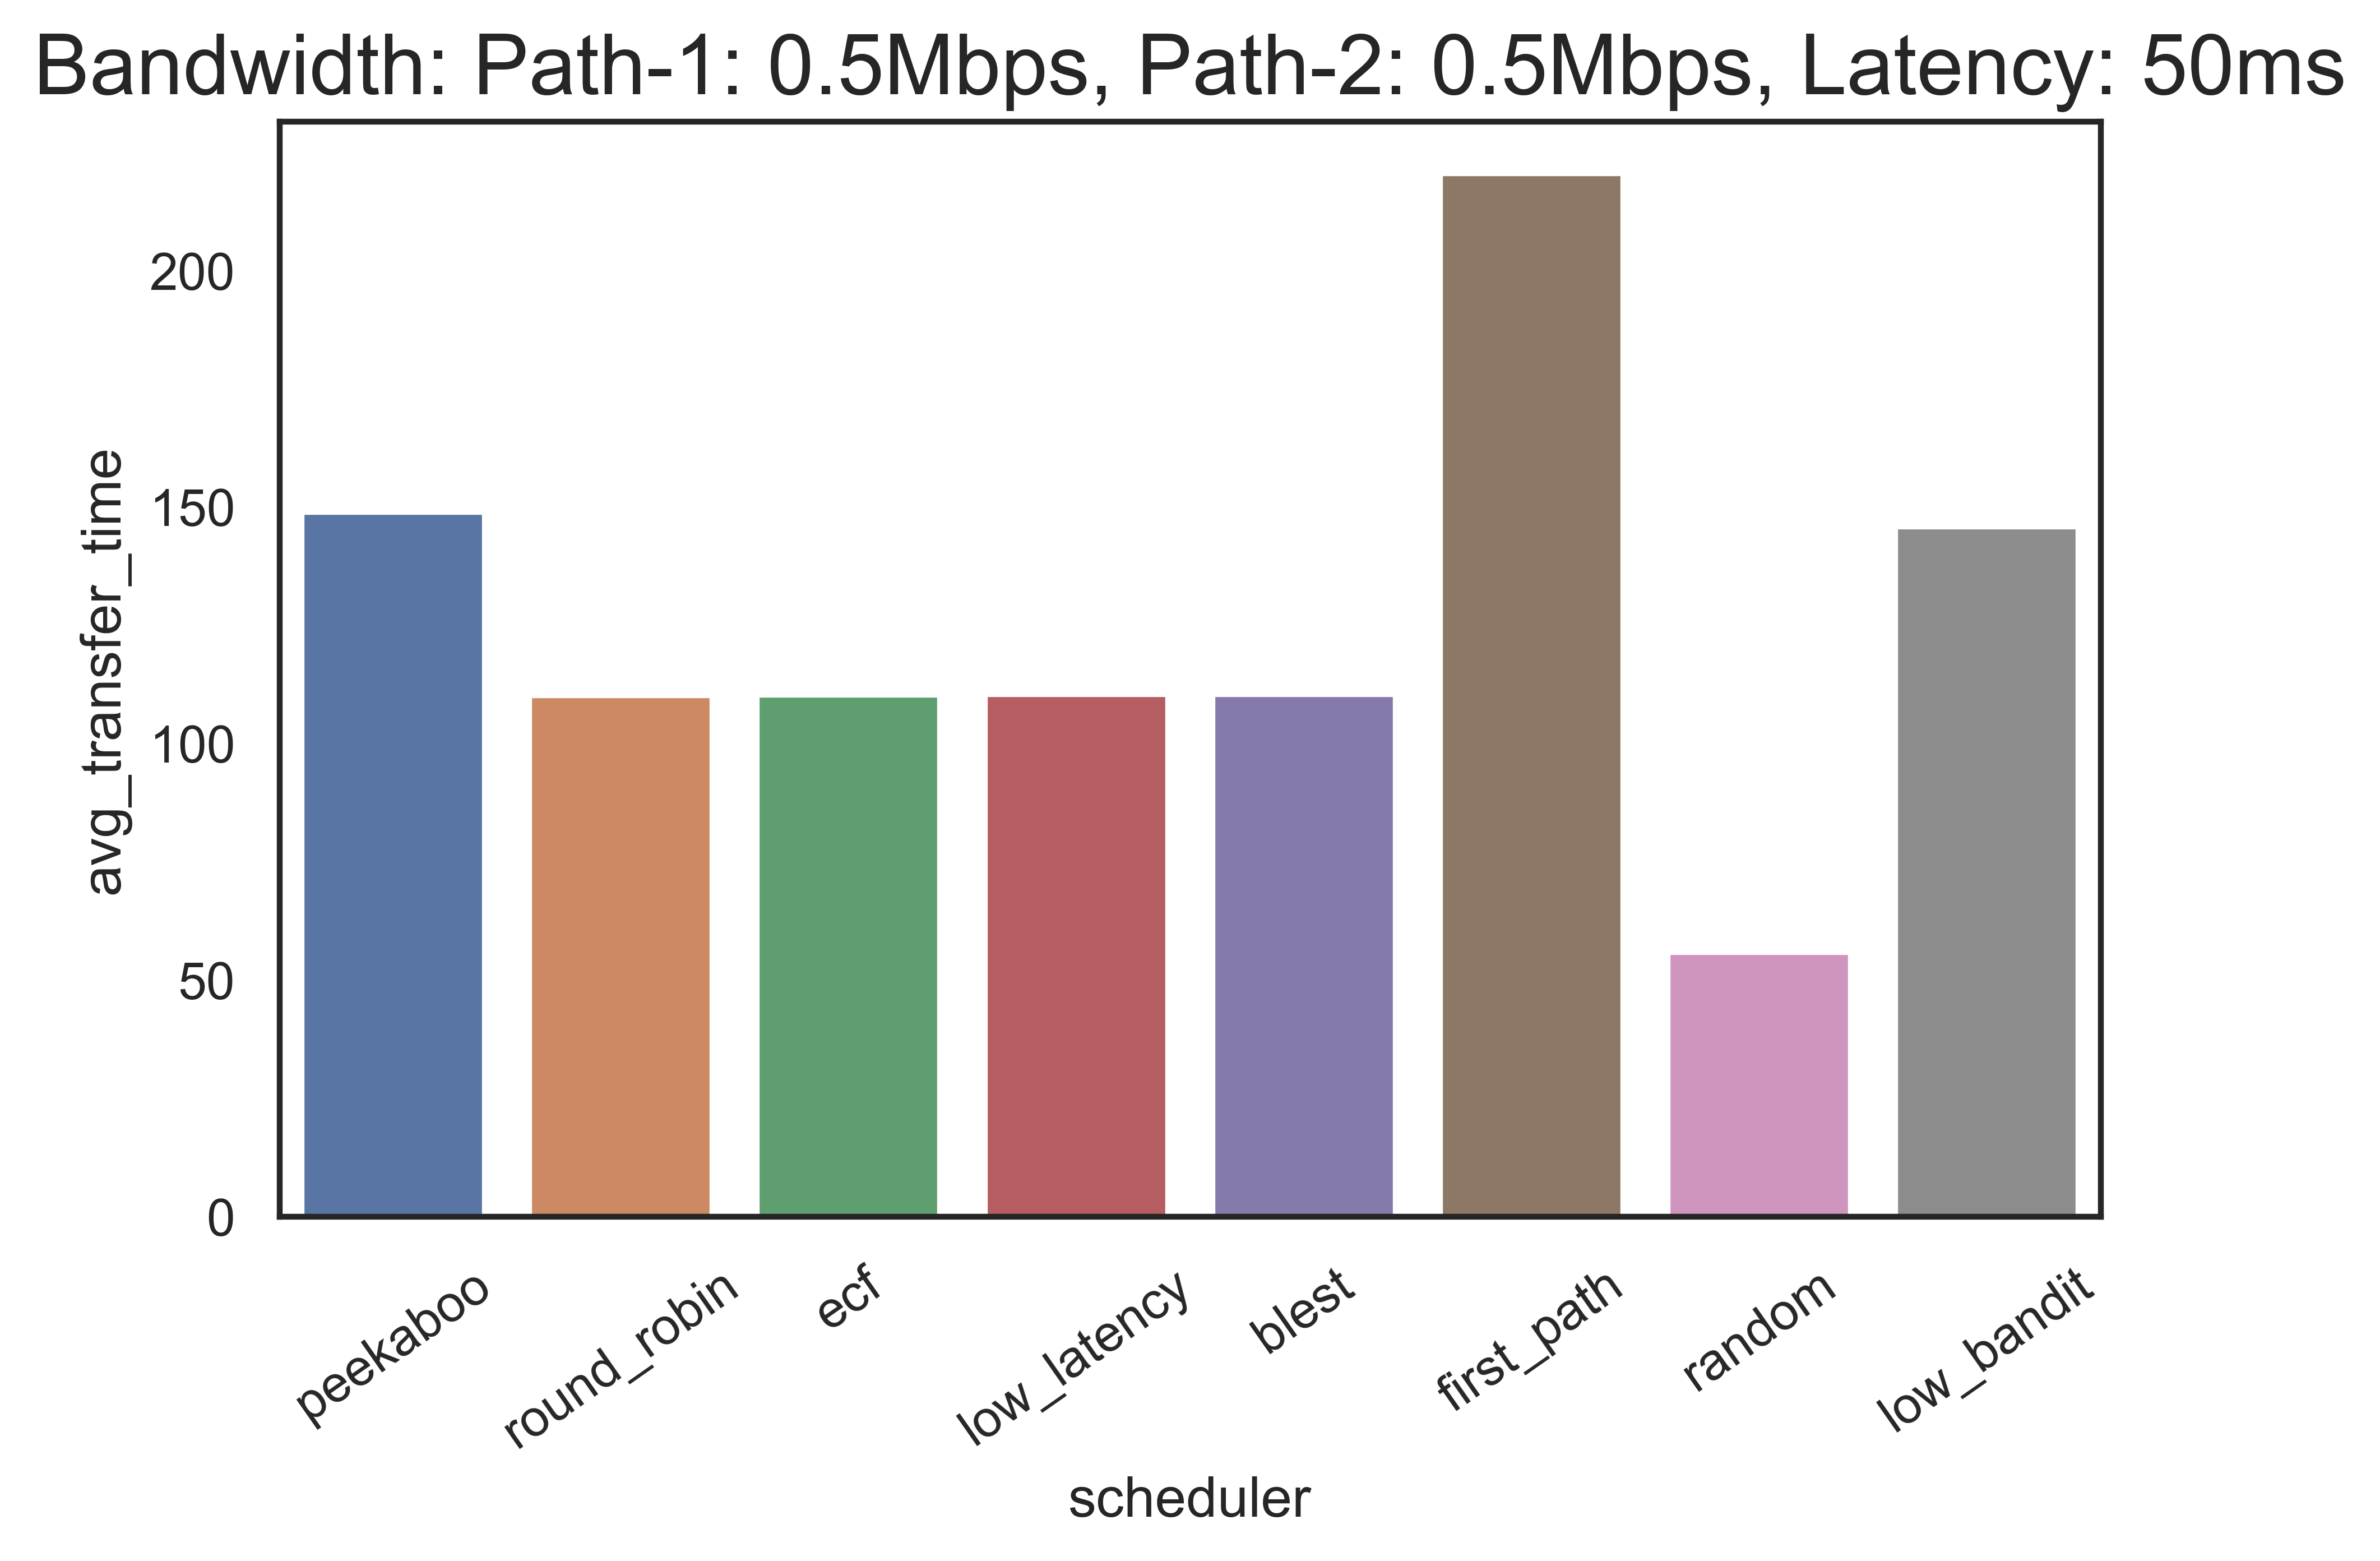 Bandwidth: Path-1: 0.5Mbps, Path-2: 0.5Mbps, Latency: 50ms
avg_transfer_time
200
150
100
50
0
peekaboo
round_robin
ecf
low_latency
blest
first_path
random
low_bandit
scheduler